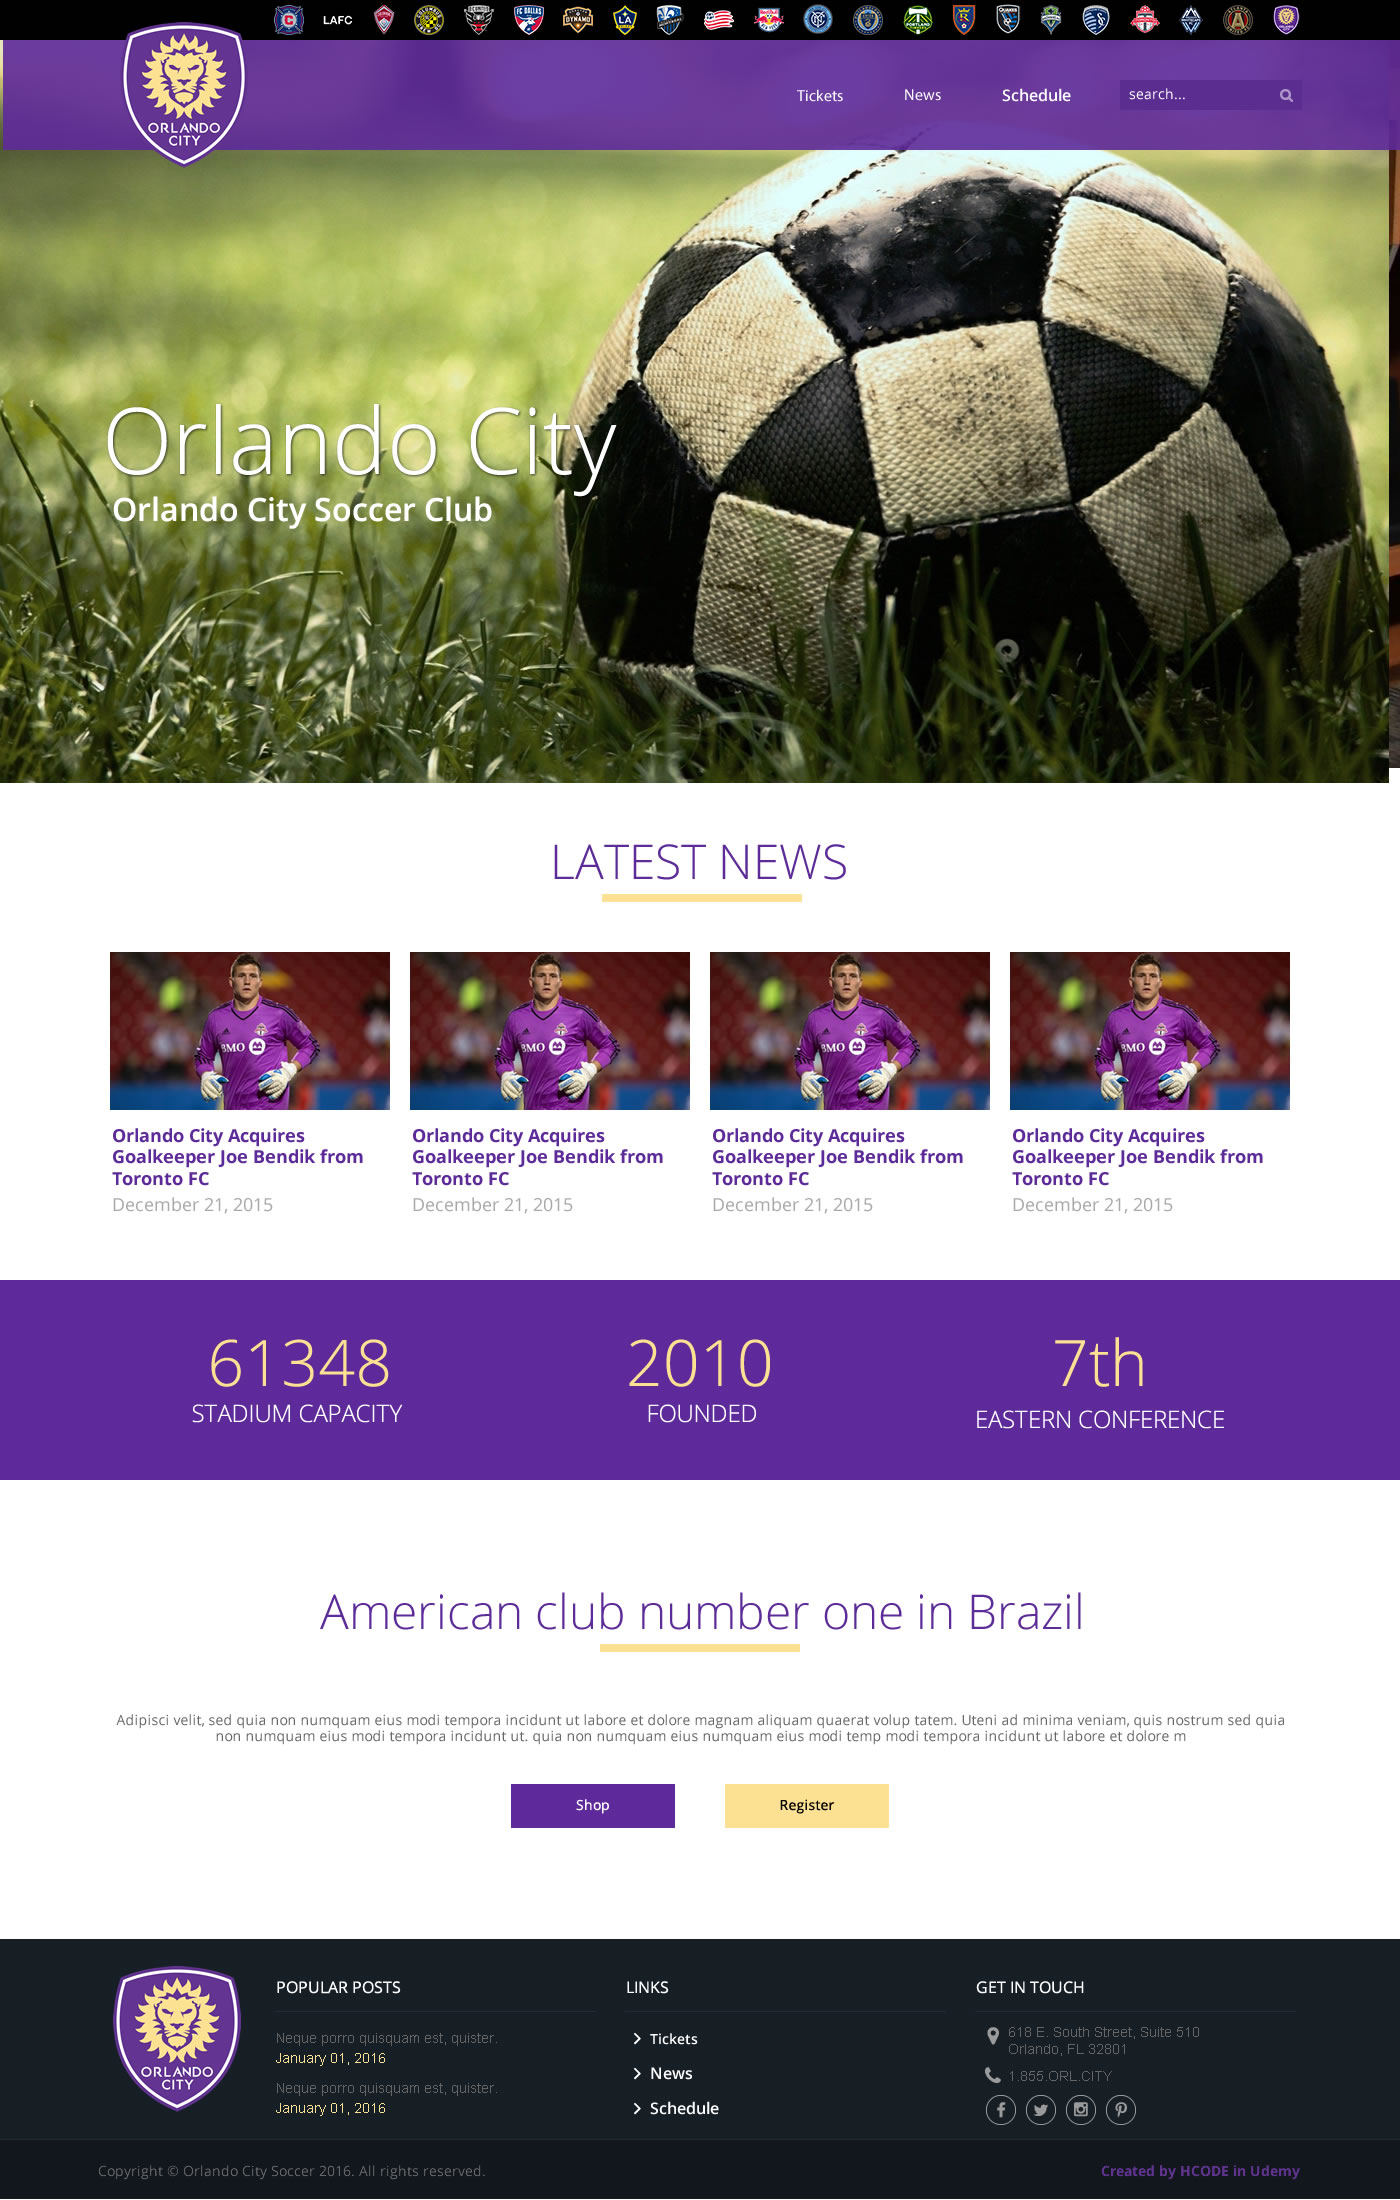 LAFC
FC DALLAS
DYNAMO
LA
ORLANDO
CITY
Tickets
News
Schedule
search...
Orlando City
Orlando City Soccer Club
LATEST NEWS
BMO
BMO
BMO
BMO
Orlando City Acquires
Goalkeeper Joe Bendik from
Toronto FC
December 21, 2015
Orlando City Acquires
Goalkeeper Joe Bendik from
Toronto FC
December 21, 2015
Orlando City Acquires
Goalkeeper Joe Bendik from
Toronto FC
December 21, 2015
Orlando City Acquires
Goalkeeper Joe Bendik from
Toronto FC
December 21, 2015
61348
STADIUM CAPACITY
2010
FOUNDED
7th
EASTERN CONFERENCE
American club number one in Brazil
Adipisci velit, sed quia non numquam eius modi tempora incidunt ut labore et dolore magnam aliquam quaerat volup tatem. Uteni ad minima veniam, quis nostrum sed quia
non numquam eius modi tempora incidunt ut. quia non numquam eius numquam eius modi temp modi tempora incidunt ut labore et dolore m
Shop
Register
ORLANDO
CITY
POPULAR POSTS
Neque porro quisquam est, quister.
January 01, 2016
Neque porro quisquam est, quister.
January 01, 2016
LINKS
Tickets
News
Schedule
GET IN TOUCH
618 E. South Street, Suite 510
Orlando, FL 32801
1.855.ORL.CITY
Copyright © Orlando City Soccer 2016. All rights reserved.
Created by HCODE in Udemy